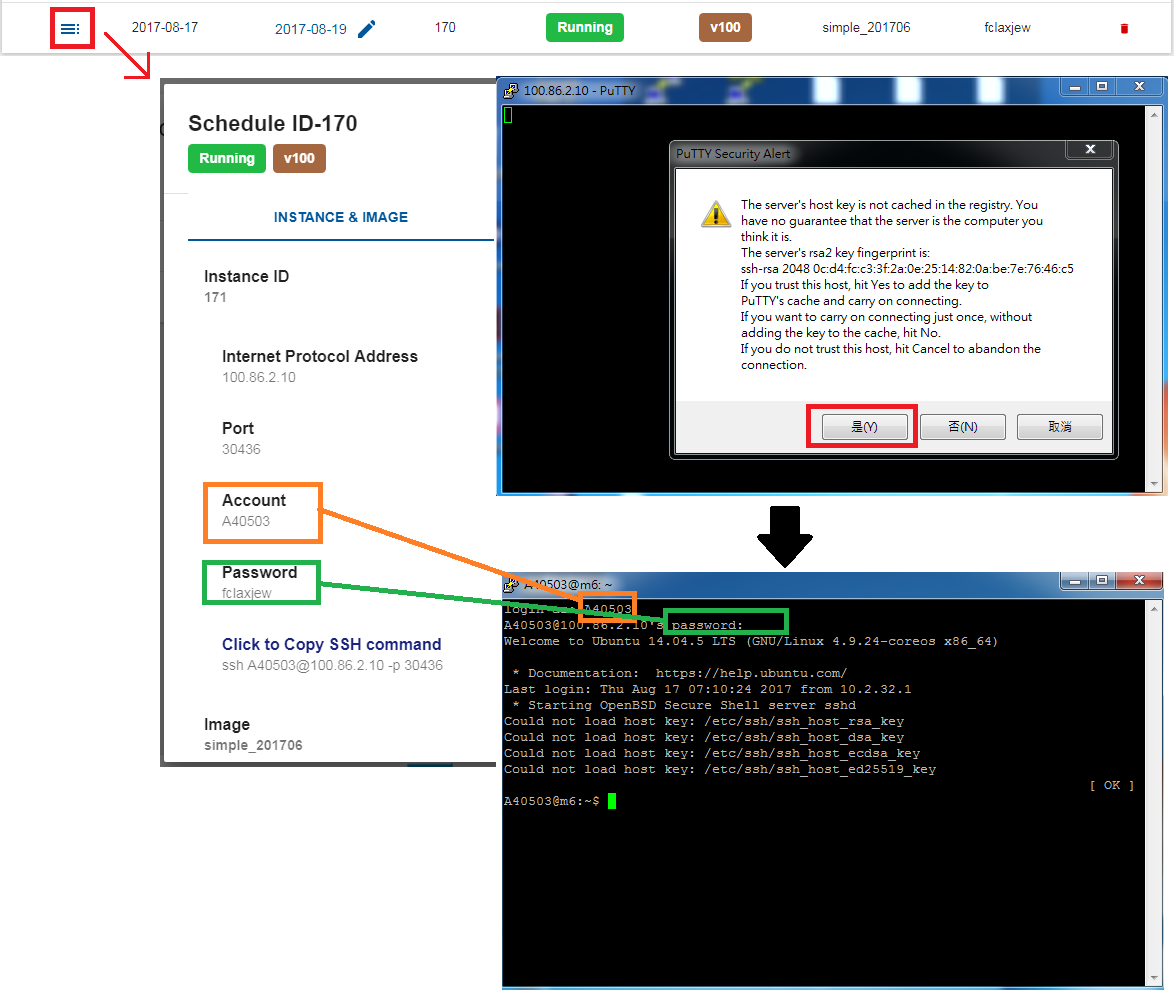 2017-08-17 2017-08-19 170 Running v100 simple_201706 fclaxjew
Schedule ID-170
Running v100
INSTANCE & IMAGE
Instance ID
171
Internet Protocol Address
100.86.2.10
Port
30436
Account
A40503
Password
fclaxjew
Click to Copy SSH command
ssh A40503@100.86.2.10 -p 30436
Image
simple_201706
100.86.2.10 - PuTTY
PuTTY Security Alert
The server's host key is not cached in the registry. You
have no guarantee that the server is the computer you
think it is.
The server's rsa2 key fingerprint is:
ssh-rsa 2048 0c:d4:fc:c3:3f:2a:0e:25:14:82:0a:be:7e:76:46:c5
If you trust this host, hit Yes to add the key to
PuTTY's cache and carry on connecting.
If you want to carry on connecting just once, without
adding the key to the cache, hit No.
If you do not trust this host, hit Cancel to abandon the
connection.
是(Y) 否(N) 取消
A40503@m6: ~
login as: A40503
A40503@100.86.2.10's password:
Welcome to Ubuntu 14.04.5 LTS (GNU/Linux 4.9.24-coreos x86_64)
* Documentation: https://help.ubuntu.com/
Last login: Thu Aug 17 07:10:24 2017 from 10.2.32.1
* Starting OpenBSD Secure Shell server sshd
Could not load host key: /etc/ssh/ssh_host_rsa_key
Could not load host key: /etc/ssh/ssh_host_dsa_key
Could not load host key: /etc/ssh/ssh_host_ecdsa_key
Could not load host key: /etc/ssh/ssh_host_ed25519_key
[ OK ]
A40503@m6:~$